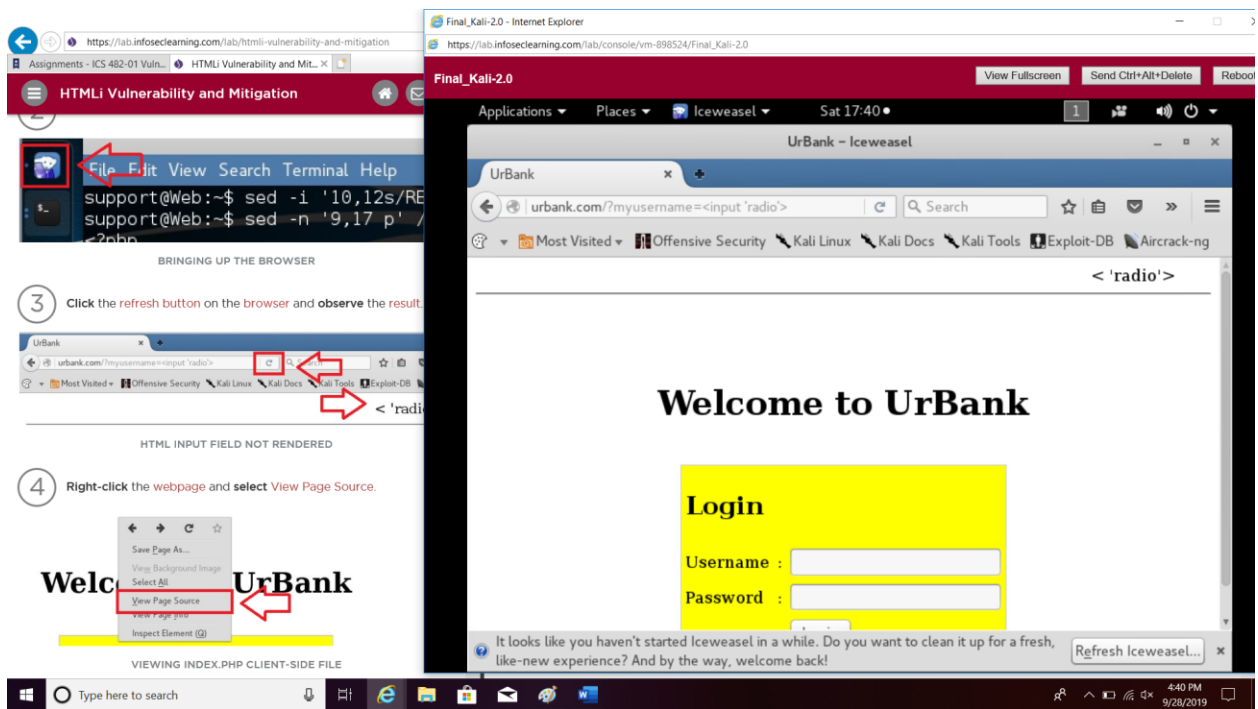 https://lab.infoseclearning.com/lab/htmli-vulnerability-and-mitigation
Assignments - ICS 482-01 Vuln...
HTMLi Vulnerability and Mit...
HTMLi Vulnerability and Mitigation
2
File Edit View Search Terminal Help
support@Web:~$ sed -i '10,12s/RE
support@Web:~$ sed -n '9,17 p' /
<?php
BRINGING UP THE BROWSER
3
Click the refresh button on the browser and observe the result.
UrBank
urbank.com/?myusername=<input 'radio'>
Search
Most Visited
Offensive Security
Kali Linux
Kali Docs
Kali Tools
Exploit-DB
< 'radi
HTML INPUT FIELD NOT RENDERED
4
Right-click the webpage and select View Page Source.
Save Page As...
View Background Image
Select All
View Page Source
View Page Info
Inspect Element (Q)
Welc
UrBank
VIEWING INDEX.PHP CLIENT-SIDE FILE
Final_Kali-2.0 - Internet Explorer
https://lab.infoseclearning.com/lab/console/vm-898524/Final_Kali-2.0
Final_Kali-2.0
View Fullscreen
Send Ctrl+Alt+Delete
Reboot
Applications
Places
Iceweasel
Sat 17:40
1
UrBank – Iceweasel
UrBank
urbank.com/?myusername=<input 'radio'>
Search
Most Visited
Offensive Security
Kali Linux
Kali Docs
Kali Tools
Exploit-DB
Aircrack-ng
< 'radio'>
Welcome to UrBank
Login
Username :
Password :
It looks like you haven't started Iceweasel in a while. Do you want to clean it up for a fresh,
like-new experience? And by the way, welcome back!
Refresh Iceweasel...
Type here to search
4:40 PM
9/28/2019